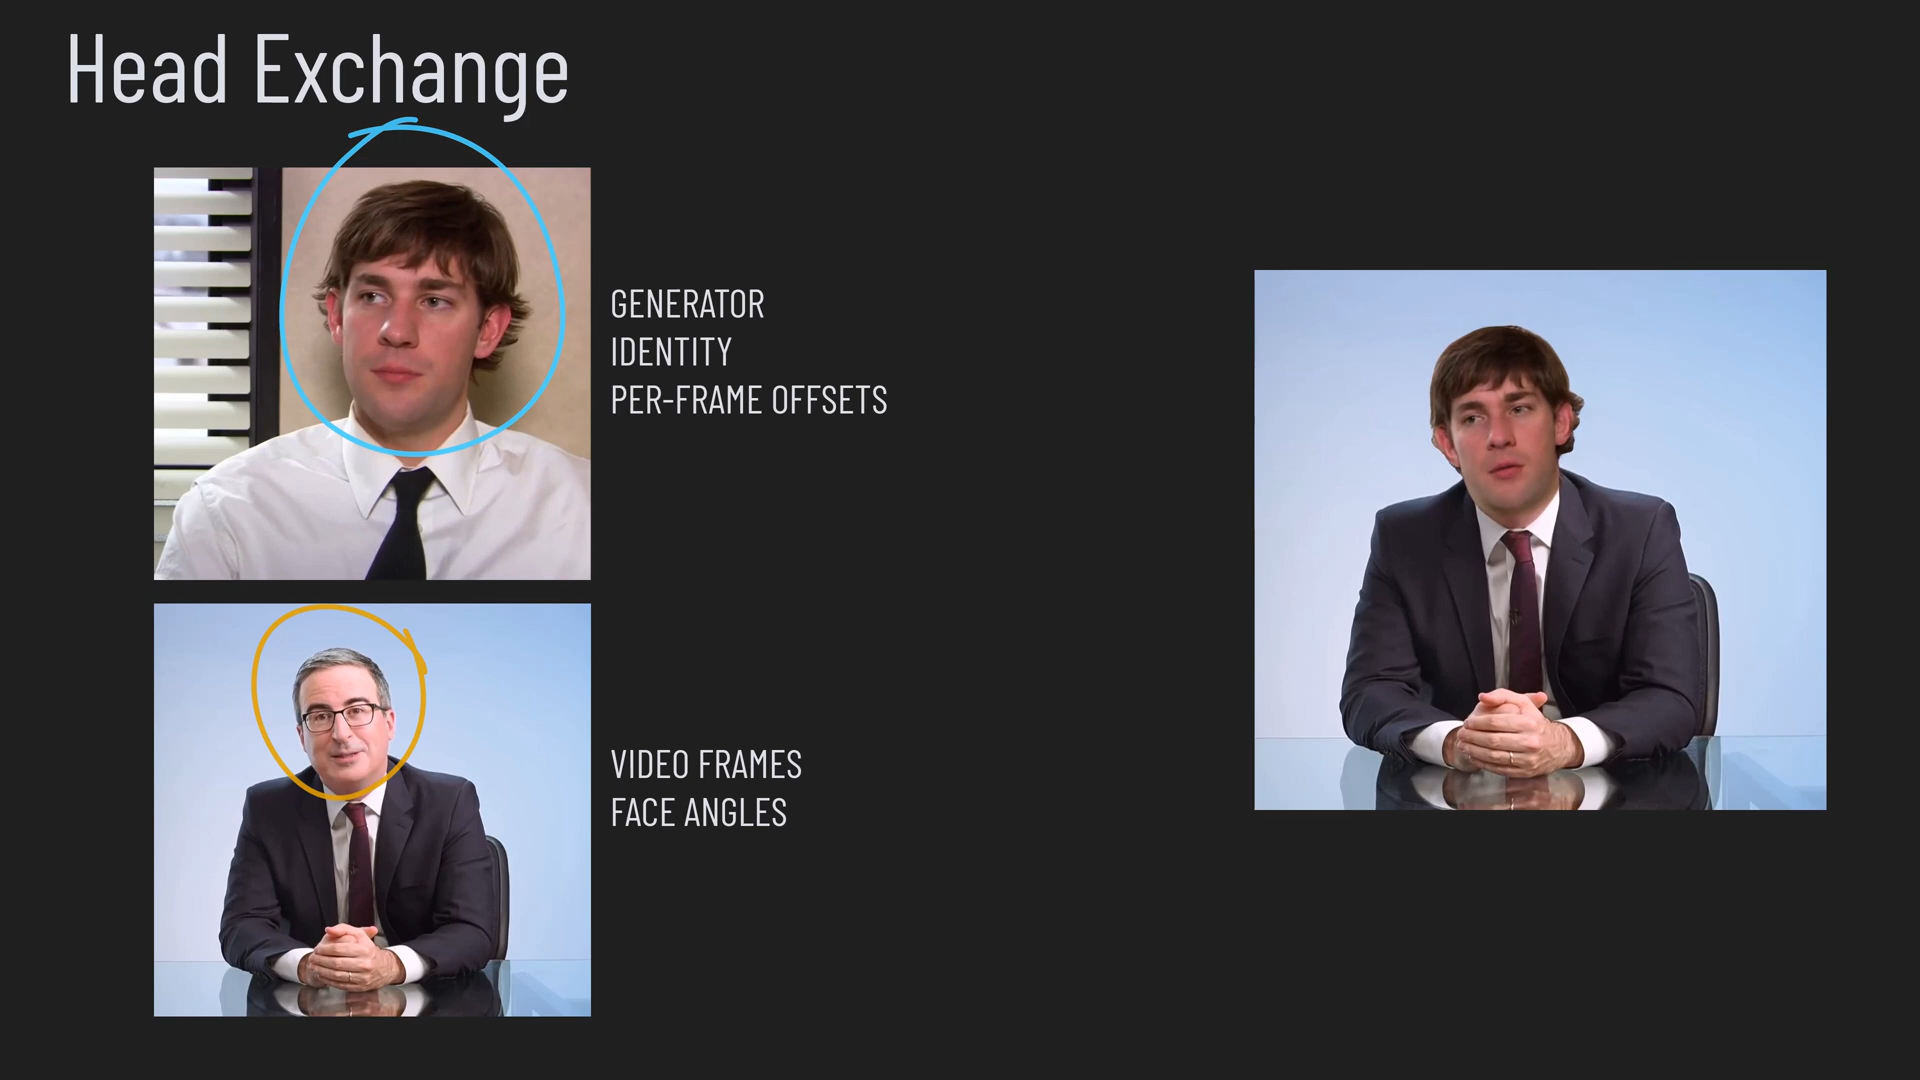 Head Exchange
GENERATOR
IDENTITY
PER-FRAME OFFSETS
VIDEO FRAMES
FACE ANGLES